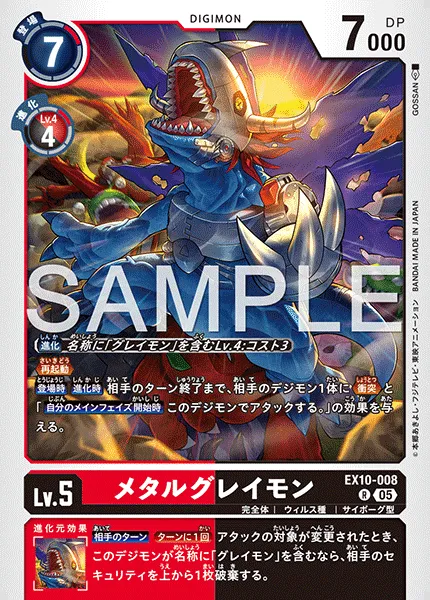 登場
7
DIGIMON
7000
DP
進化
Lv.4
4
GOSSAN
BANDAI MADE IN JAPAN
©本郷あきよし・フジテレビ・東映アニメーション
SAMPLE
進化 名称に「グレイモン」を含むLv.4:コスト3
再起動
登場時 進化時 相手のターン終了まで、相手のデジモン1体に 衝突 と
「自分のメインフェイズ開始時 このデジモンでアタックする。」の効果を与
える。
Lv.5
メタルグレイモン
EX10-008
R 05
完全体 | ウィルス種 | サイボーグ型
進化元効果
相手のターン ターンに1回 アタックの対象が変更されたとき、
このデジモンが名称に「グレイモン」を含むなら、相手のセ
キュリティを上から1枚破棄する。